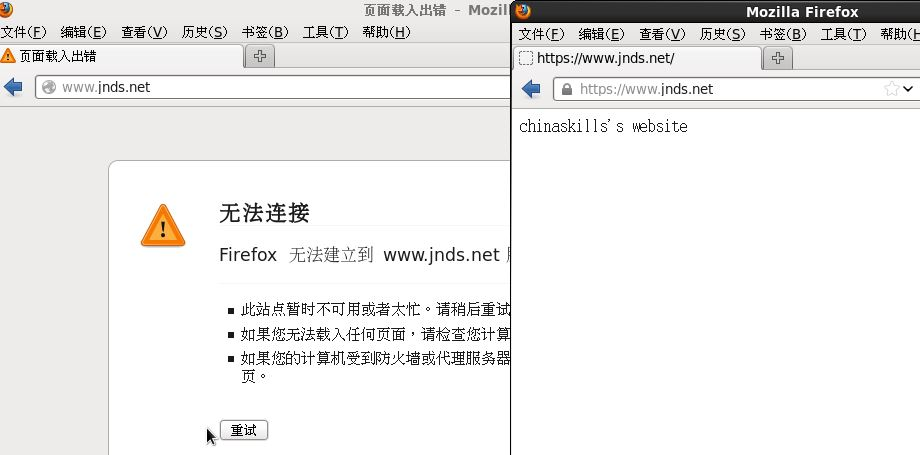 页面载入出错 - Mozil
文件(F) 编辑(E) 查看(V) 历史(S) 书签(B) 工具(T) 帮助(H)
页面载入出错
www.jnds.net
无法连接
Firefox 无法建立到 www.jnds.net
此站点暂时不可用或者太忙。请稍后重试
如果您无法载入任何页面，请检查您计算
如果您的计算机受到防火墙或代理服务器
页。
重试
Mozilla Firefox
文件(F) 编辑(E) 查看(V) 历史(S) 书签(B) 工具(T) 帮助(H
https://www.jnds.net/
https://www.jnds.net
chinaskills's website